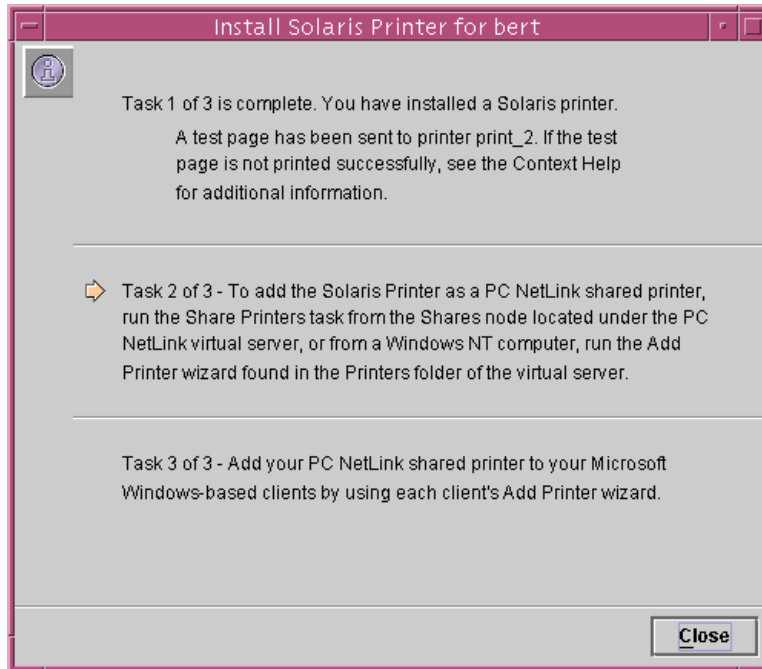 Install Solaris Printer for bert
Task 1 of 3 is complete. You have installed a Solaris printer.
A test page has been sent to printer print_2. If the test
page is not printed successfully, see the Context Help
for additional information.
Task 2 of 3 - To add the Solaris Printer as a PC NetLink shared printer,
run the Share Printers task from the Shares node located under the PC
NetLink virtual server, or from a Windows NT computer, run the Add
Printer wizard found in the Printers folder of the virtual server.
Task 3 of 3 - Add your PC NetLink shared printer to your Microsoft
Windows-based clients by using each client's Add Printer wizard.
Close